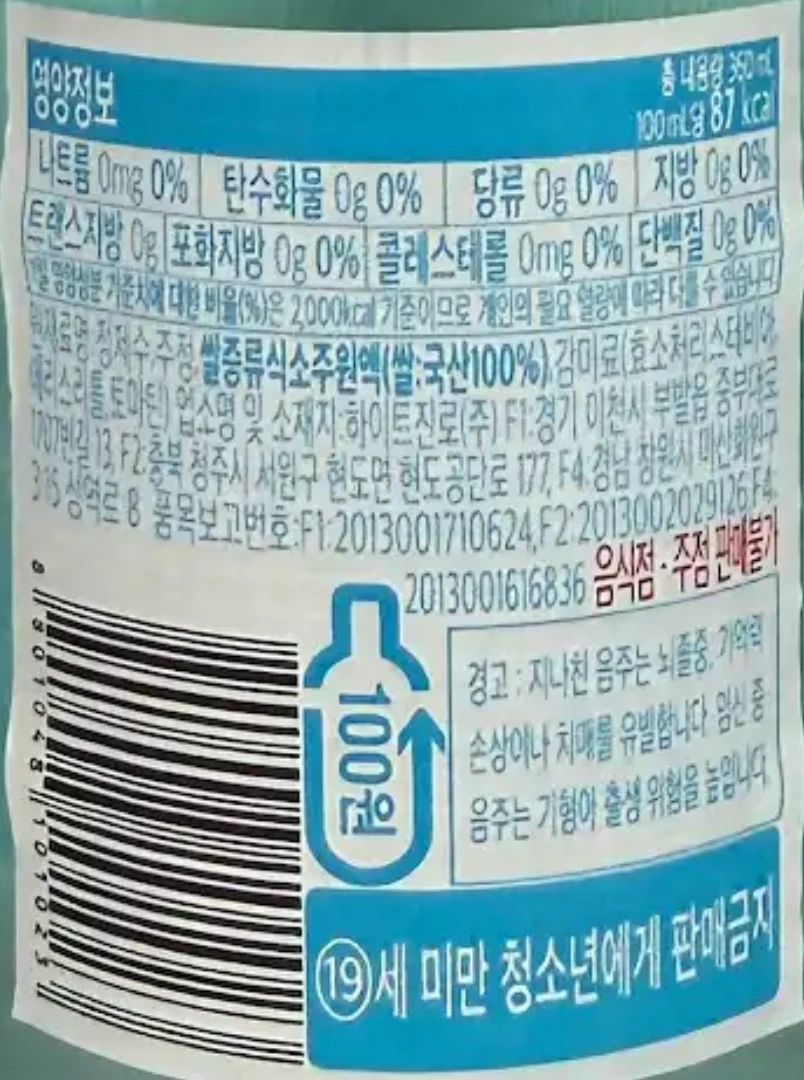 영양정보
총 내용량 360 mL
100 mL당 87 kcal
나트륨 0mg 0% 탄수화물 0g 0% 당류 0g 0% 지방 0g 0%
트랜스지방 0g 포화지방 0g 0% 콜레스테롤 0mg 0% 단백질 0g 0%
1일 영양성분 기준치에 대한 비율(%)은 2,000kcal 기준이므로 개인의 필요 열량에 따라 다를 수 있습니다
원재료명 정제수,주정,쌀증류식소주원액(쌀:국산100%),감미료(효소처리스테비아,
에리스리톨,토마틴) 업소명 및 소재지:하이트진로(주) F1:경기 이천시 부발읍 중부대로
1707번길 13, F2:충북 청주시 서원구 현도면 현도공단로 177, F4:경남 창원시 마산회원구
3·15 성역로 8 품목보고번호:F1:2013001710624,F2:2013002029126,F4:
2013001616836 음식점·주점 판매불가
100원
경고 : 지나친 음주는 뇌졸중, 기억력
손상이나 치매를 유발합니다 임신 중
음주는 기형아 출생 위험을 높입니다
19세 미만 청소년에게 판매금지
8 801048 101023